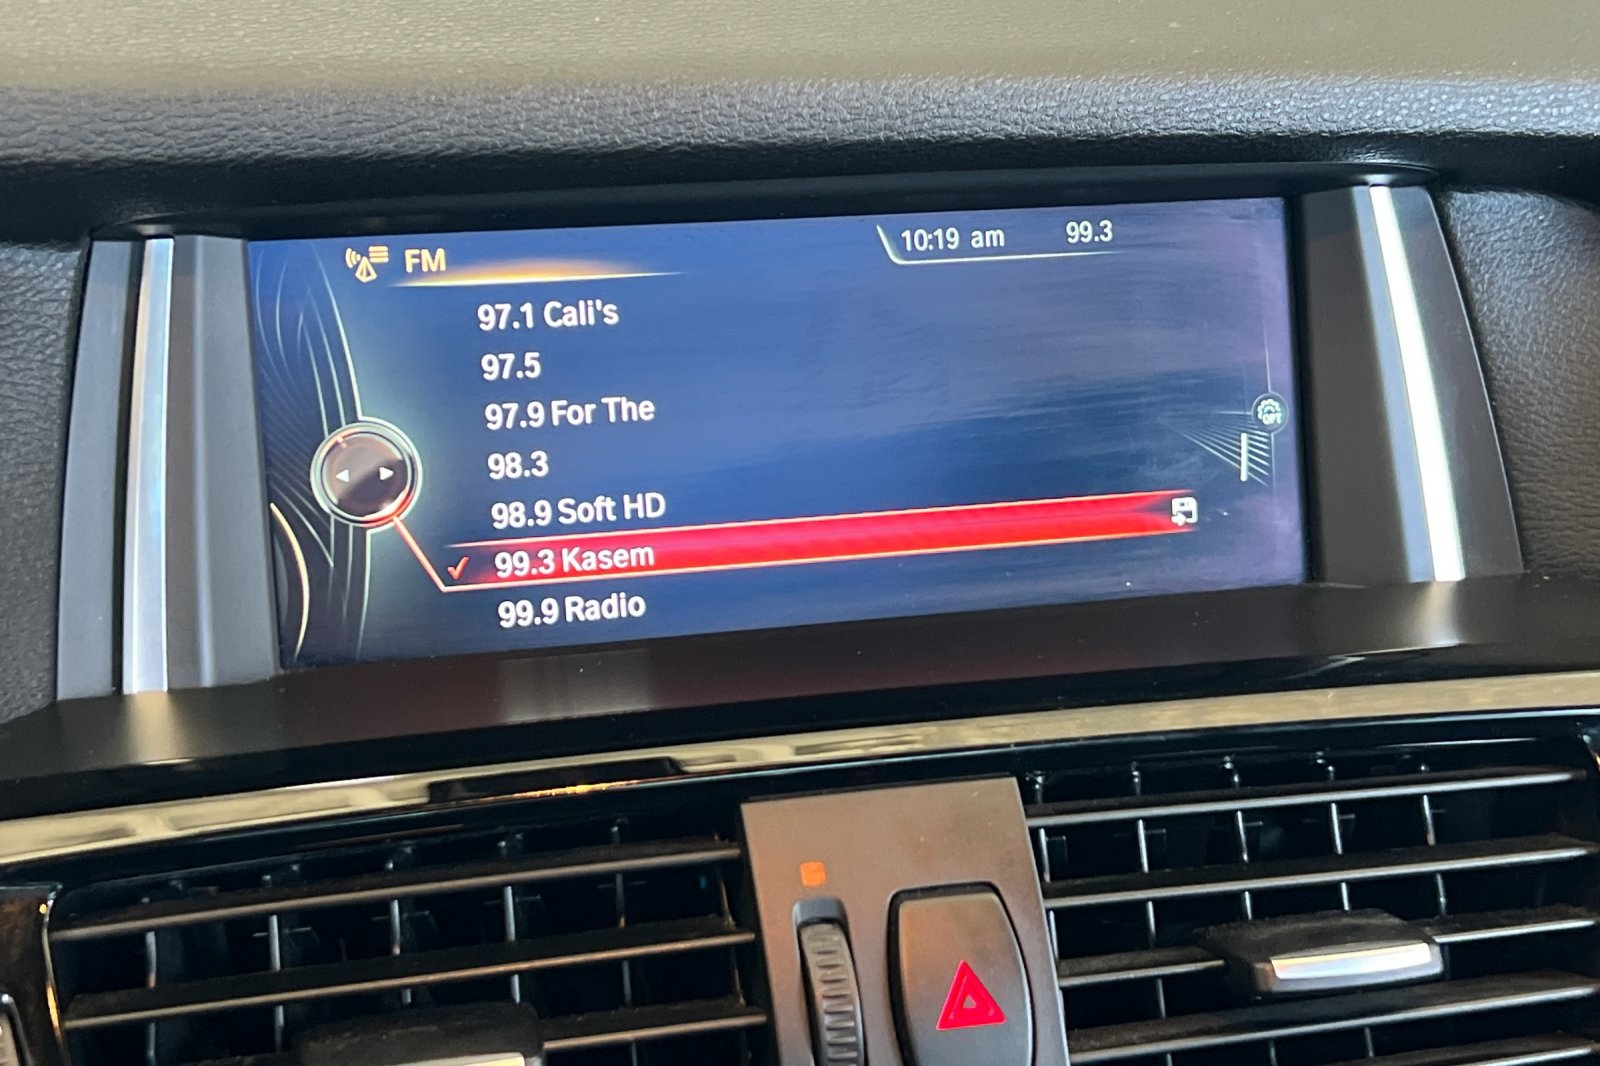 FM
10:19 am 99.3
97.1 Cali's
97.5
97.9 For The
98.3
OPT
98.9 Soft HD
99.3 Kasem
99.9 Radio